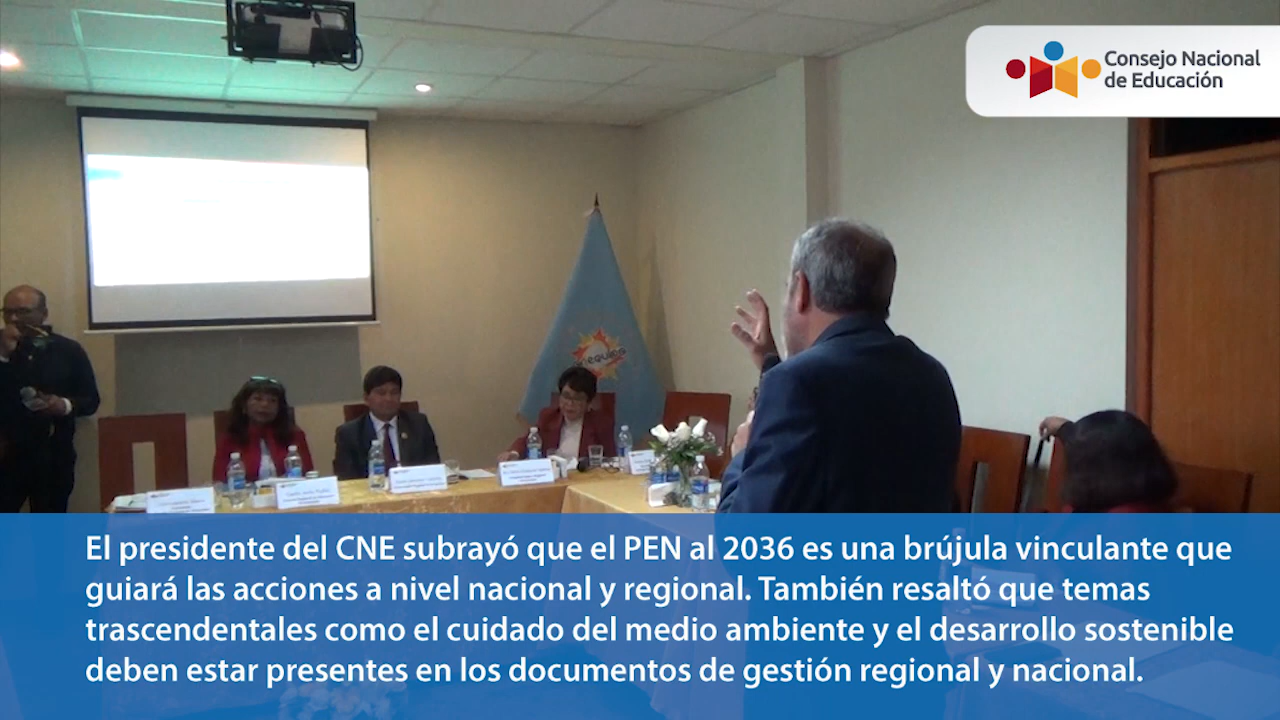 Consejo Nacional
de Educación
El presidente del CNE subrayó que el PEN al 2036 es una brújula vinculante que
guiará las acciones a nivel nacional y regional. También resaltó que temas
trascendentales como el cuidado del medio ambiente y el desarrollo sostenible
deben estar presentes en los documentos de gestión regional y nacional.